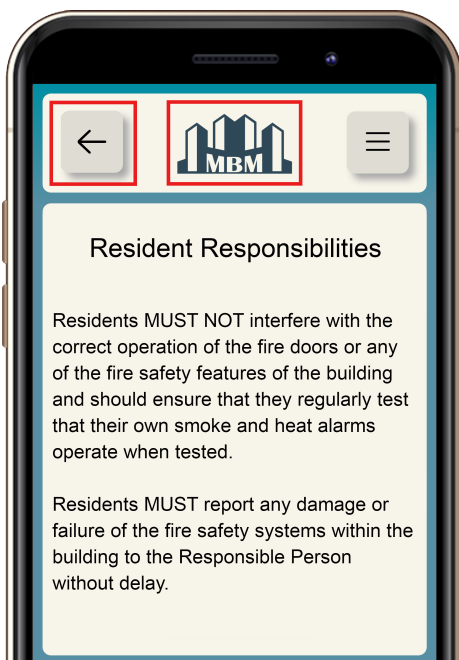 MBM
Resident Responsibilities
Residents MUST NOT interfere with the
correct operation of the fire doors or any
of the fire safety features of the building
and should ensure that they regularly test
that their own smoke and heat alarms
operate when tested.
Residents MUST report any damage or
failure of the fire safety systems within the
building to the Responsible Person
without delay.